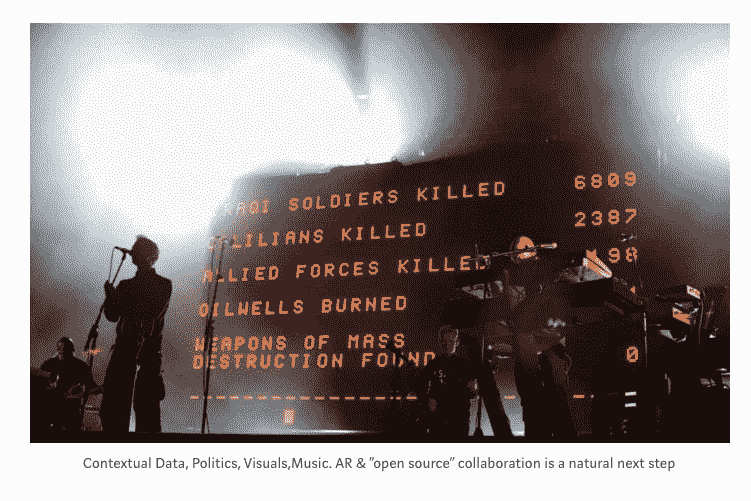 SOLDIERS KILLED 6809
KILLED 2387
ALLIED FORCES KILLED 98
OILWELLS BURNED
WEAPONS OF MASS
DESTRUCTION FOUND 0
Contextual Data, Politics, Visuals,Music. AR & "open source" collaboration is a natural next step